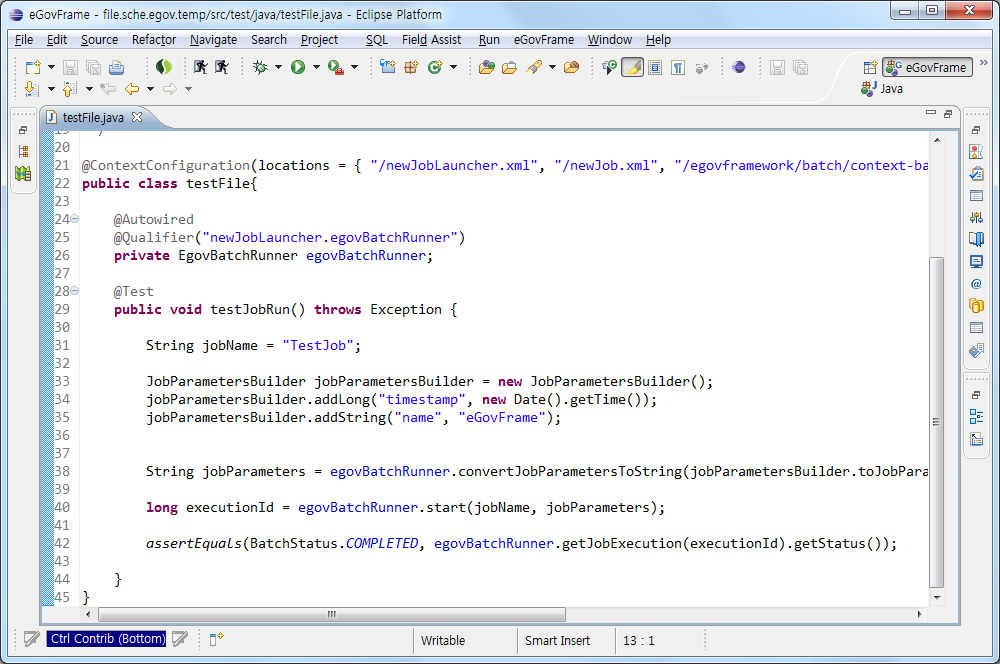 eGovFrame - file.sche.egov.temp/src/test/java/testFile.java - Eclipse Platform
File Edit Source Refactor Navigate Search Project SQL Field Assist Run eGovFrame Window Help
eGovFrame
Java
testFile.java
19 */
20
21 @ContextConfiguration(locations = { "/newJobLauncher.xml", "/newJob.xml", "/egovframework/batch/context-ba
22 public class testFile{
23
24 @Autowired
25 @Qualifier("newJobLauncher.egovBatchRunner")
26 private EgovBatchRunner egovBatchRunner;
27
28 @Test
29 public void testJobRun() throws Exception {
30
31 String jobName = "TestJob";
32
33 JobParametersBuilder jobParametersBuilder = new JobParametersBuilder();
34 jobParametersBuilder.addLong("timestamp", new Date().getTime());
35 jobParametersBuilder.addString("name", "eGovFrame");
36
37
38 String jobParameters = egovBatchRunner.convertJobParametersToString(jobParametersBuilder.toJobPara
39
40 long executionId = egovBatchRunner.start(jobName, jobParameters);
41
42 assertEquals(BatchStatus.COMPLETED, egovBatchRunner.getJobExecution(executionId).getStatus());
43
44 }
45 }
Ctrl Contrib (Bottom) Writable Smart Insert 13 : 1